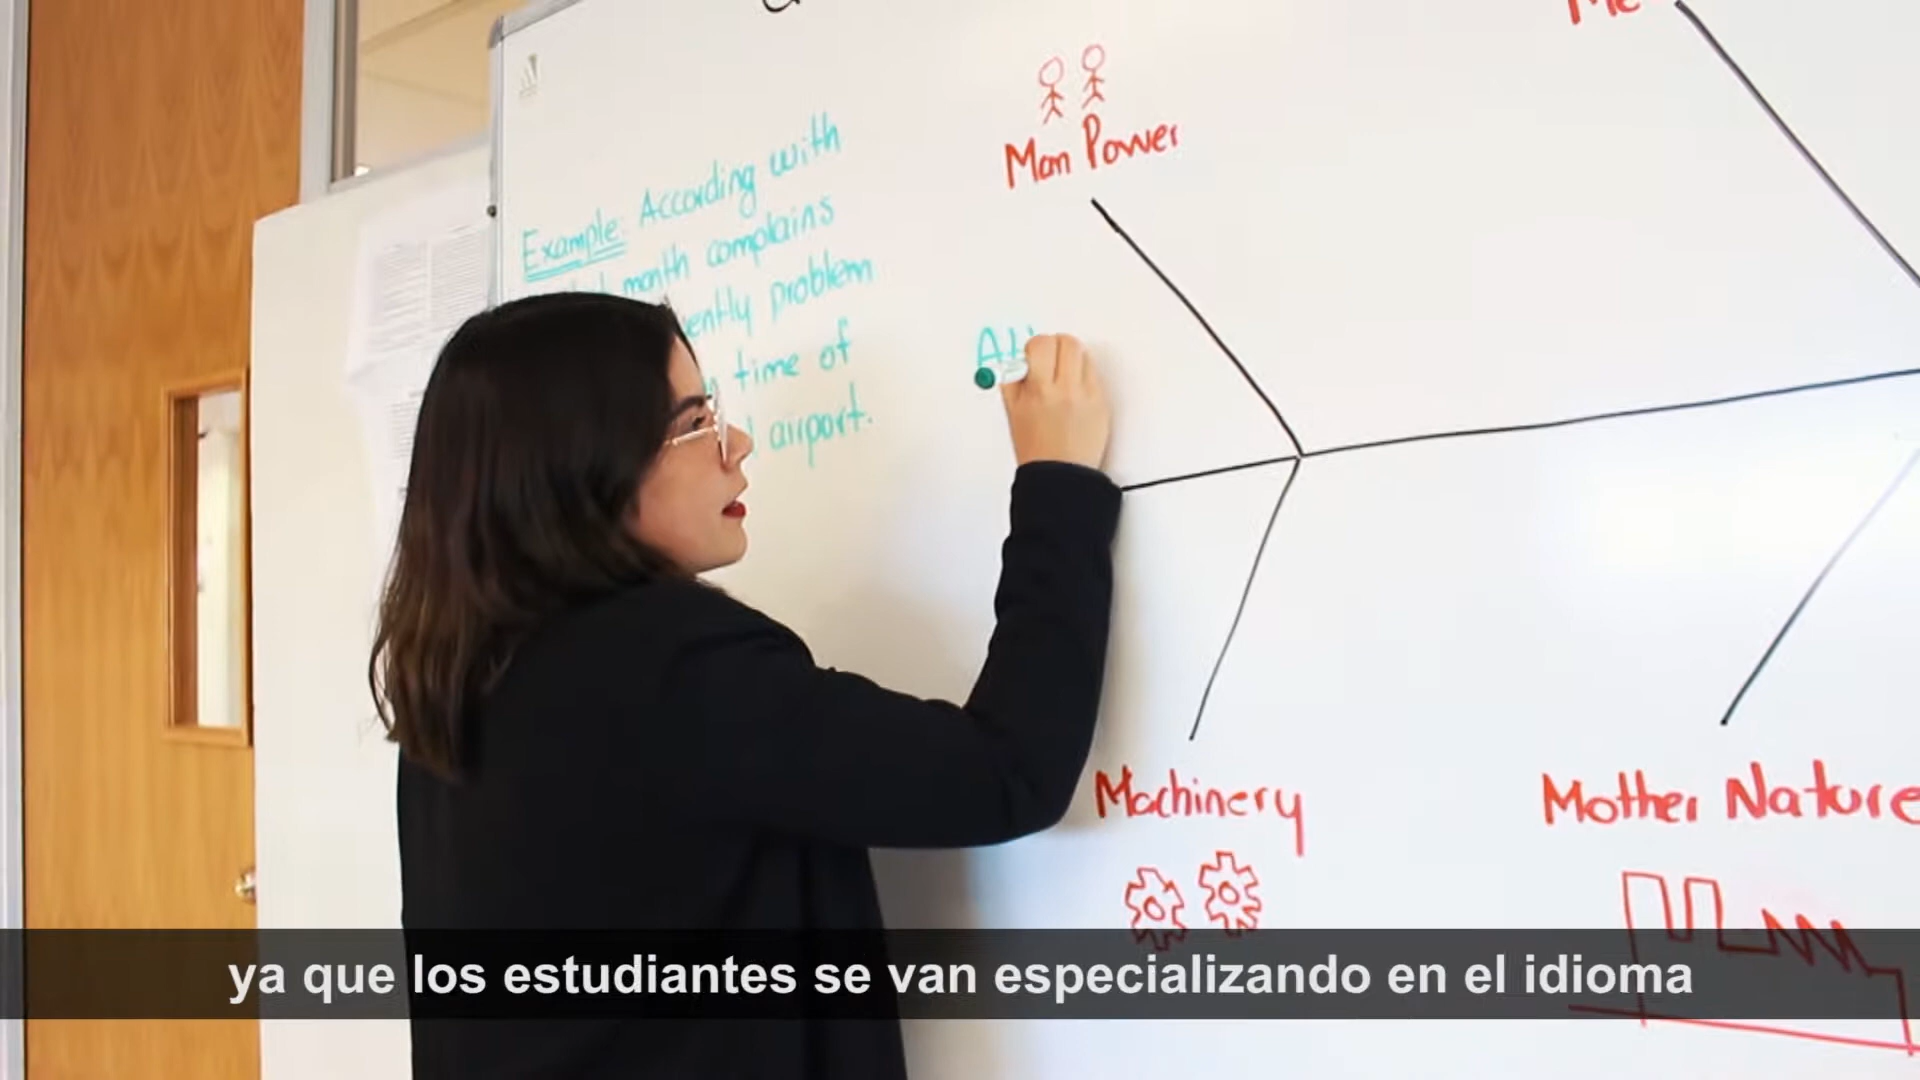 Me
Man Power
Example: According with
month complains
problem
time of
airport.
Machinery
Mother Nature
ya que los estudiantes se van especializando en el idioma